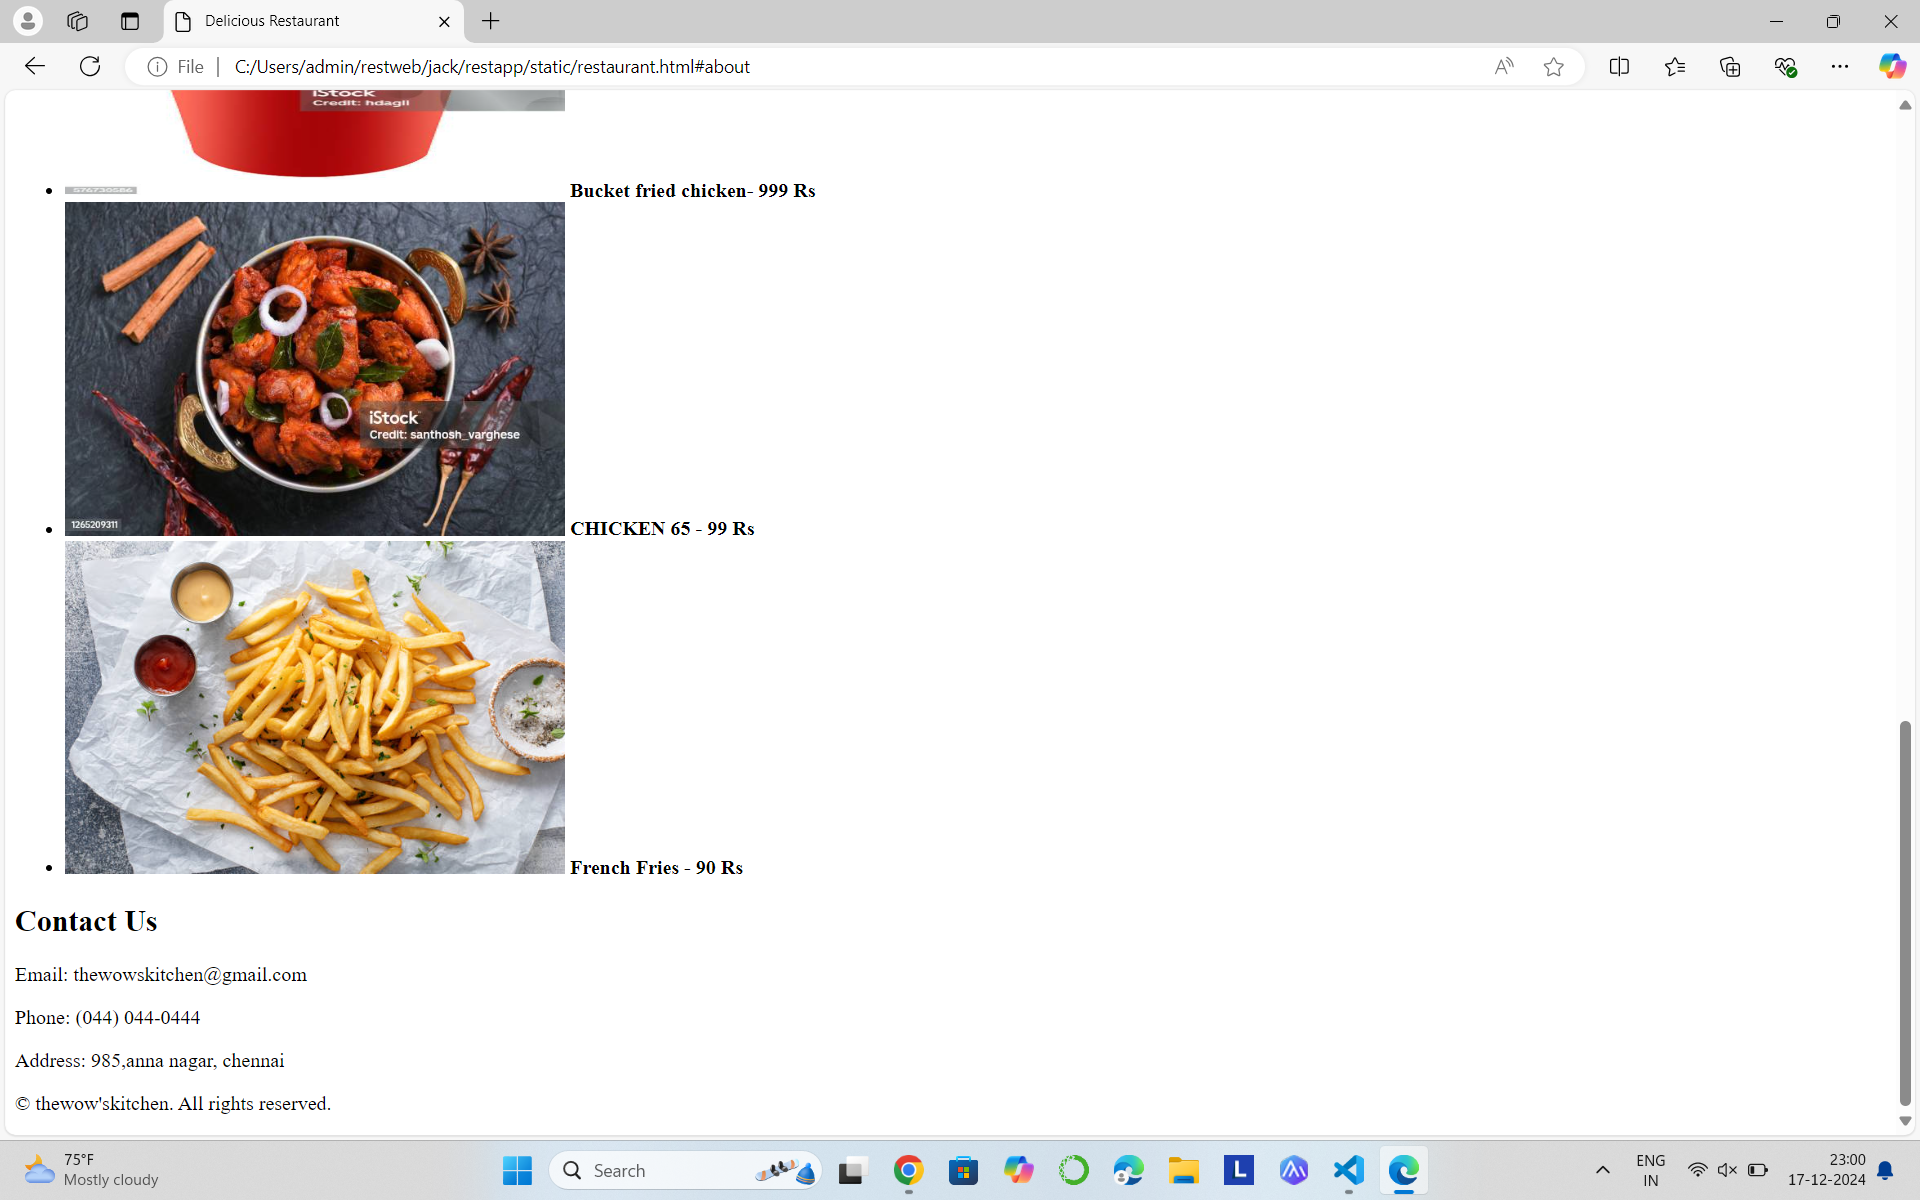 Delicious Restaurant
File
C:/Users/admin/restweb/jack/restapp/static/restaurant.html#about
iStock
Credit: hdagli
Bucket fried chicken- 999 Rs
iStock
Credit: santhosh_varghese
1265209311
CHICKEN 65 - 99 Rs
French Fries - 90 Rs
Contact Us
Email: thewowskitchen@gmail.com
Phone: (044) 044-0444
Address: 985,anna nagar, chennai
© thewow'skitchen. All rights reserved.
75°F
Mostly cloudy
Search
ENG
IN
23:00
17-12-2024